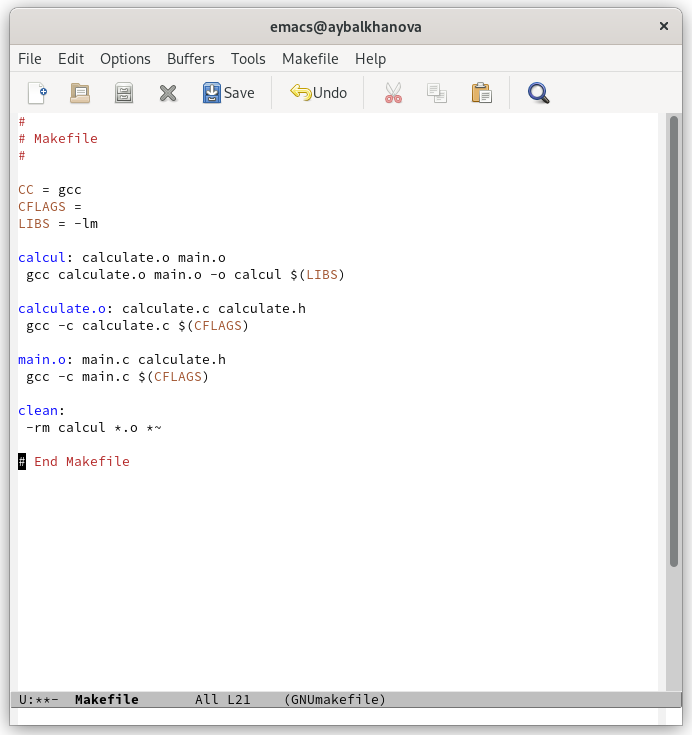 emacs@aybalkhanova ×
File Edit Options Buffers Tools Makefile Help
Save Undo
#
# Makefile
#
CC = gcc
CFLAGS =
LIBS = -lm
calcul: calculate.o main.o
 gcc calculate.o main.o -o calcul $(LIBS)
calculate.o: calculate.c calculate.h
 gcc -c calculate.c $(CFLAGS)
main.o: main.c calculate.h
 gcc -c main.c $(CFLAGS)
clean:
 -rm calcul *.o *~
# End Makefile
U:**- Makefile All L21 (GNUmakefile)